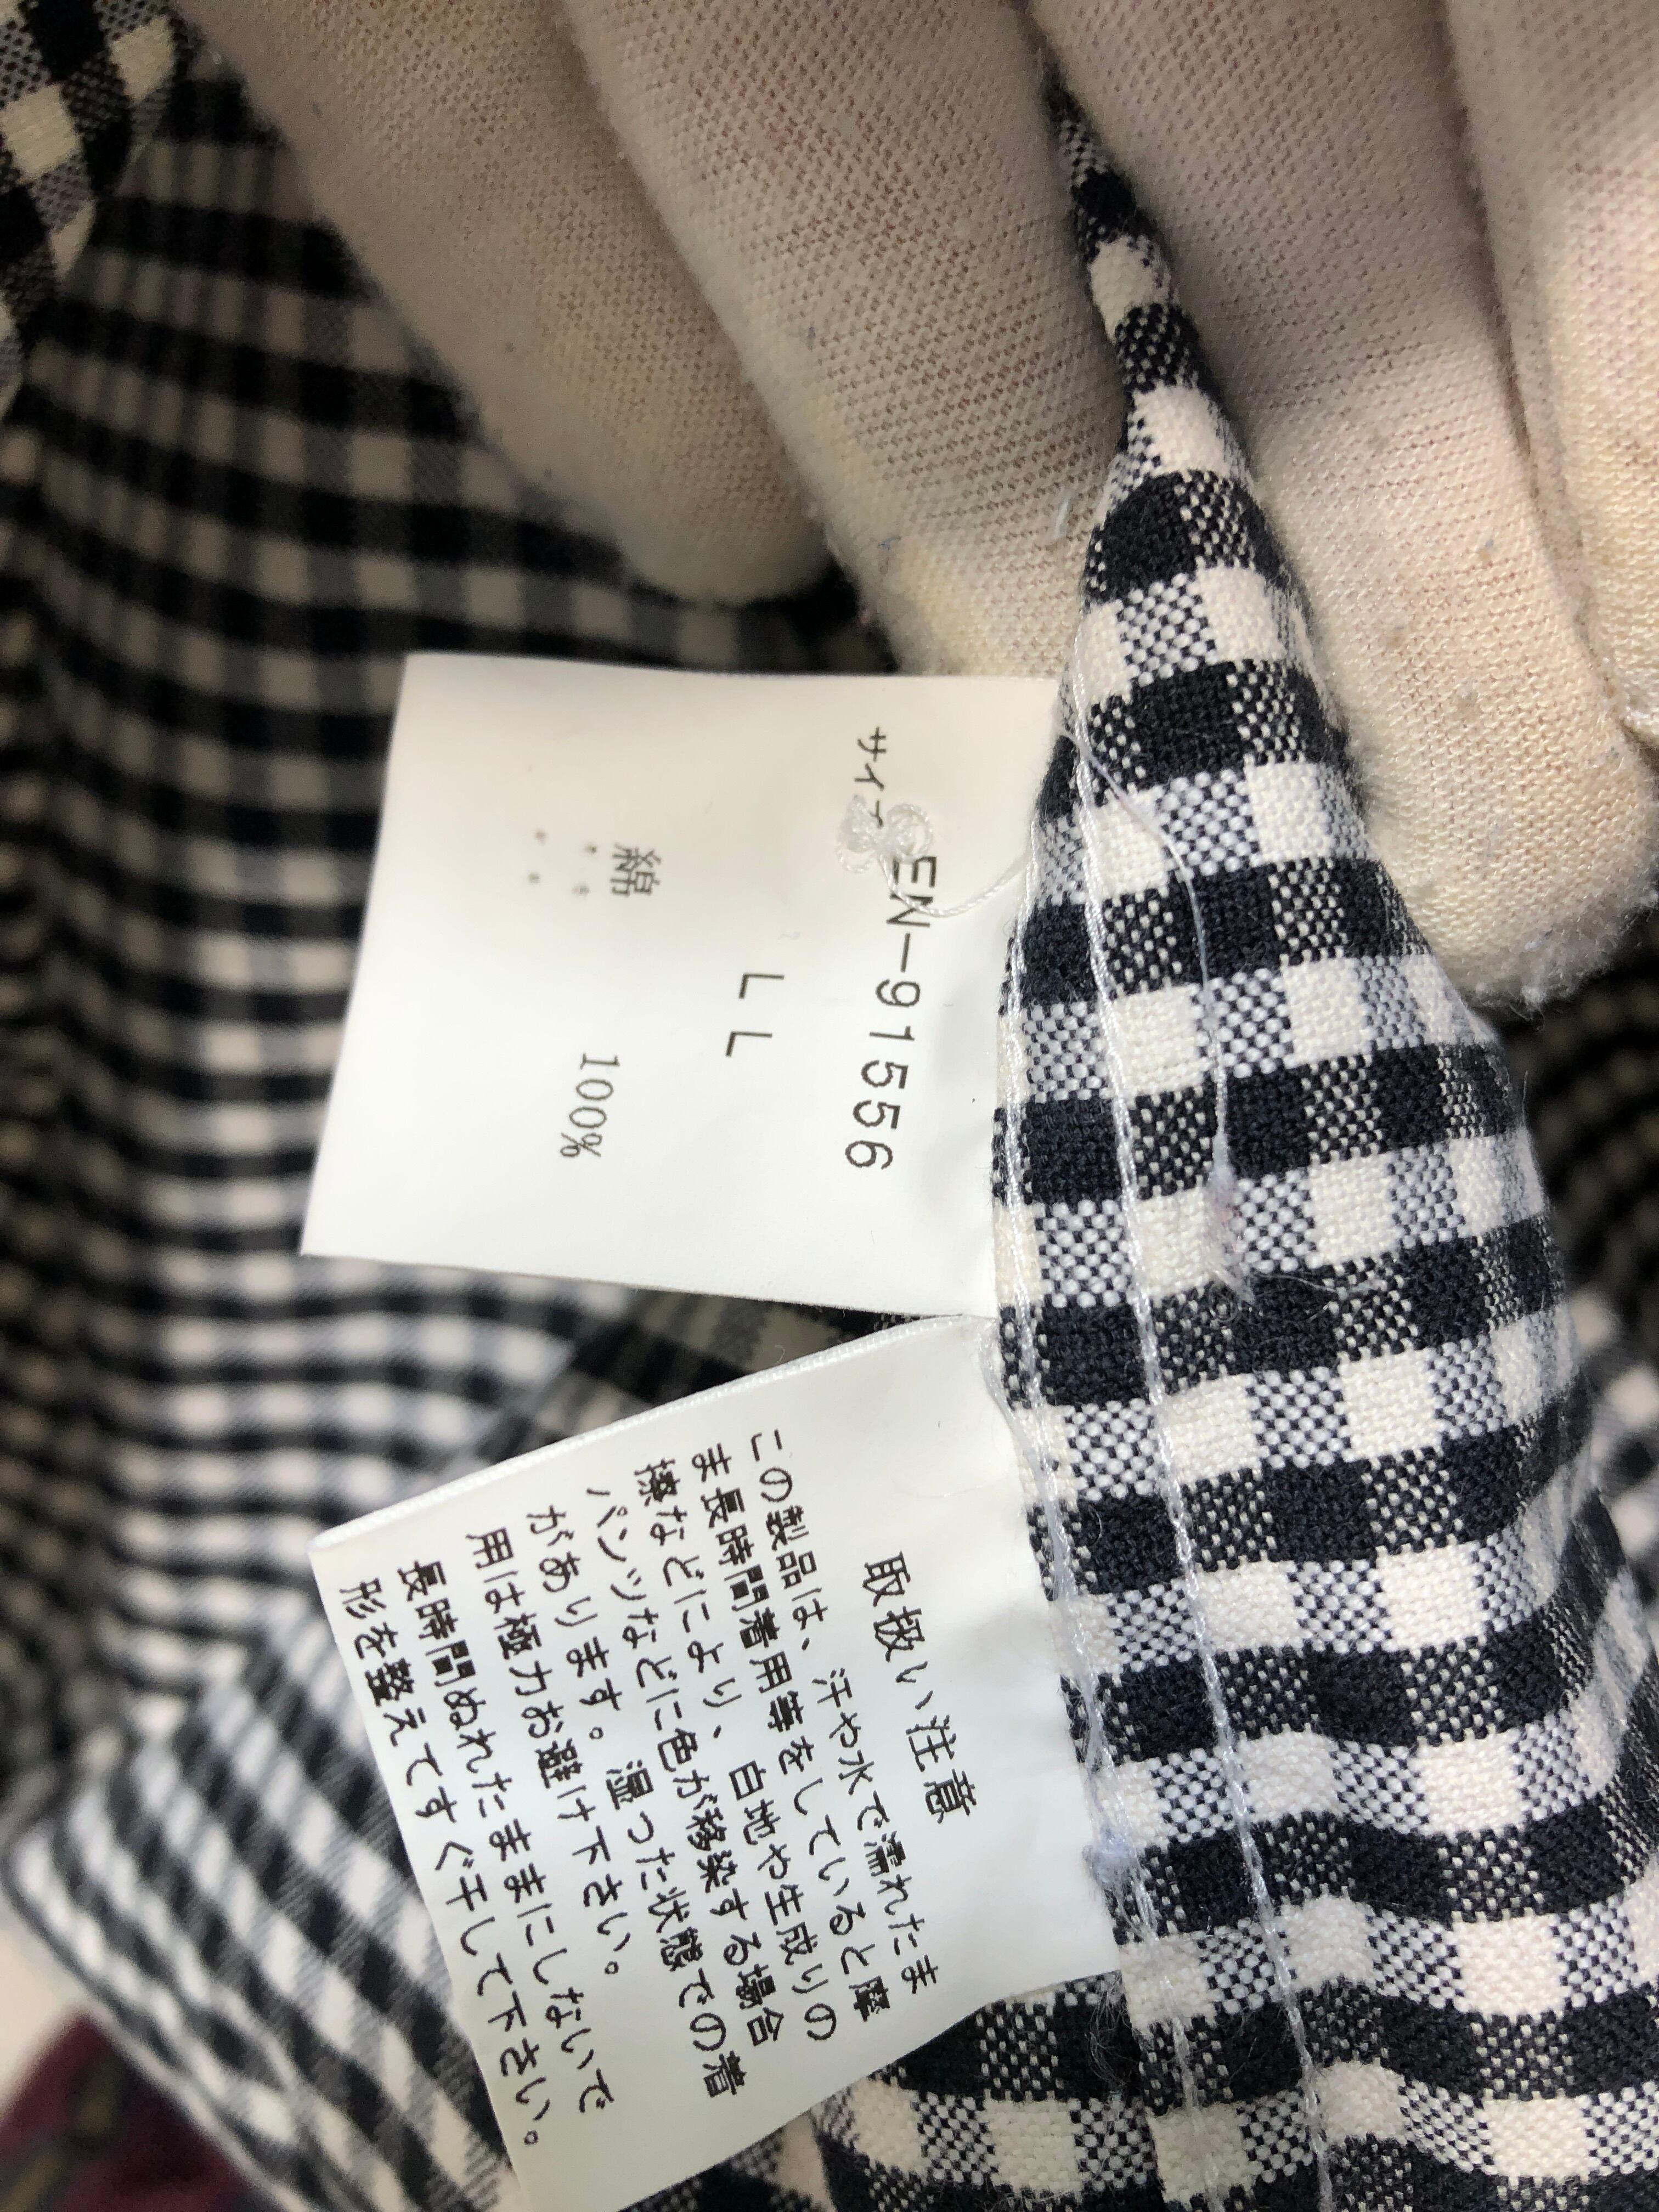 EN-91556
サイズ
LL
綿 100%
取扱い注意
この製品は、汗や水で濡れたま
ま長時間着用等をしていると摩
擦などにより、白地や生成りの
パンツなどに色が移染する場合
があります。湿った状態での着
用は極力お避け下さい。
長時間ぬれたままにしないで
形を整えてすぐ干して下さい。